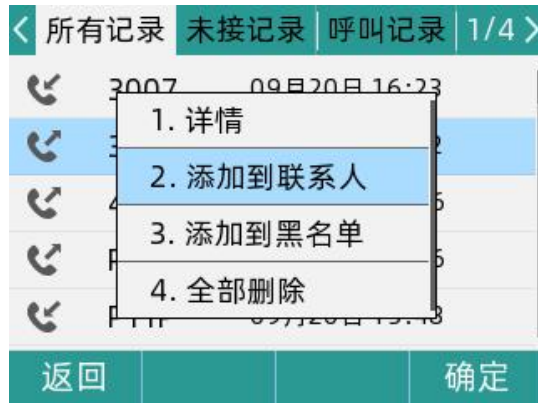 所有记录 未接记录 呼叫记录 1/4
3007 09月20日 16:23
1. 详情
2. 添加到联系人
3. 添加到黑名单
4. 全部删除
返回 确定